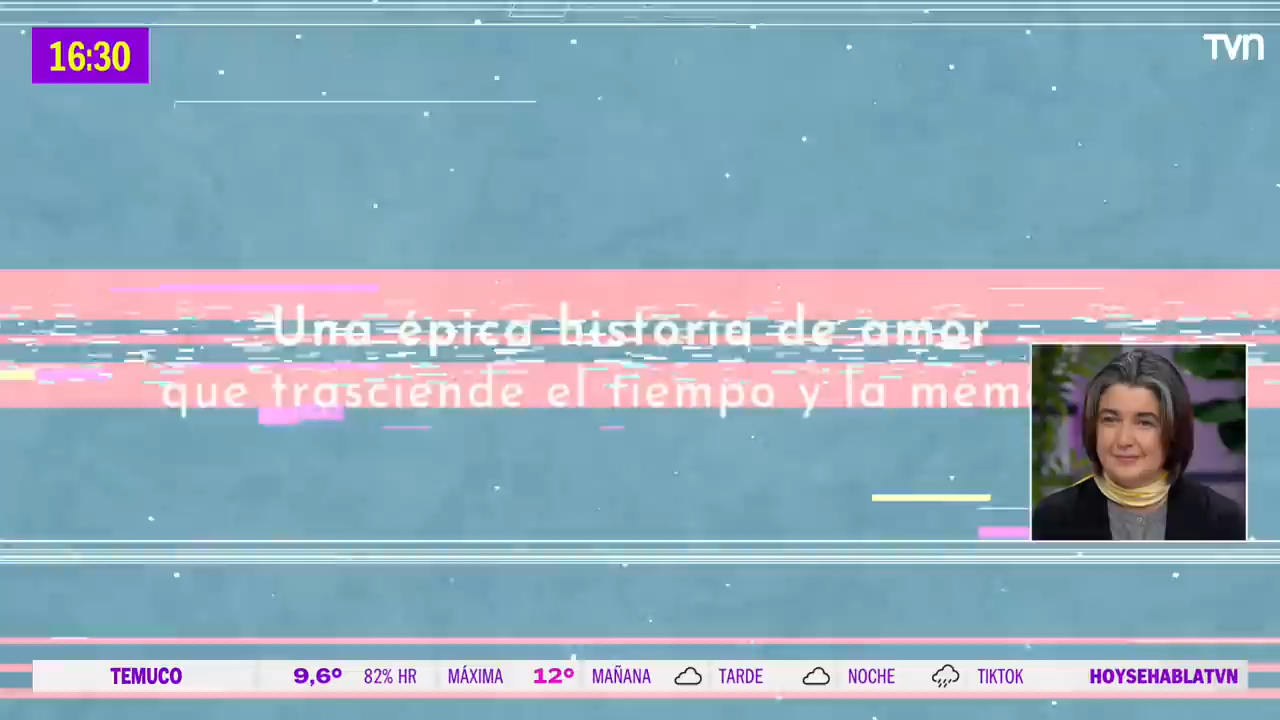 16:30
TVN
Una épica historia de amor
que trasciende el tiempo y la
TEMUCO 9,6° 82% HR MÁXIMA 12° MAÑANA TARDE NOCHE TIKTOK HOYSEHABLATVN